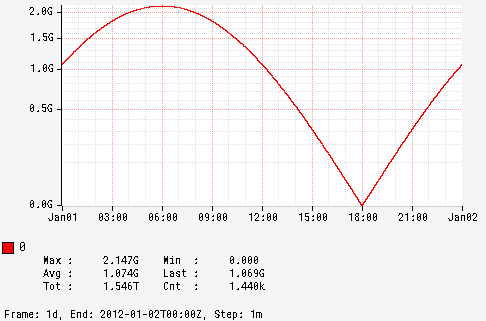 2.0G
1.5G
1.0G
0.5G
0.0G
Jan01 03:00 06:00 09:00 12:00 15:00 18:00 21:00 Jan02
0
Max : 2.147G Min : 0.000
Avg : 1.074G Last : 1.069G
Tot : 1.546T Cnt : 1.440k
Frame: 1d, End: 2012-01-02T00:00Z, Step: 1m